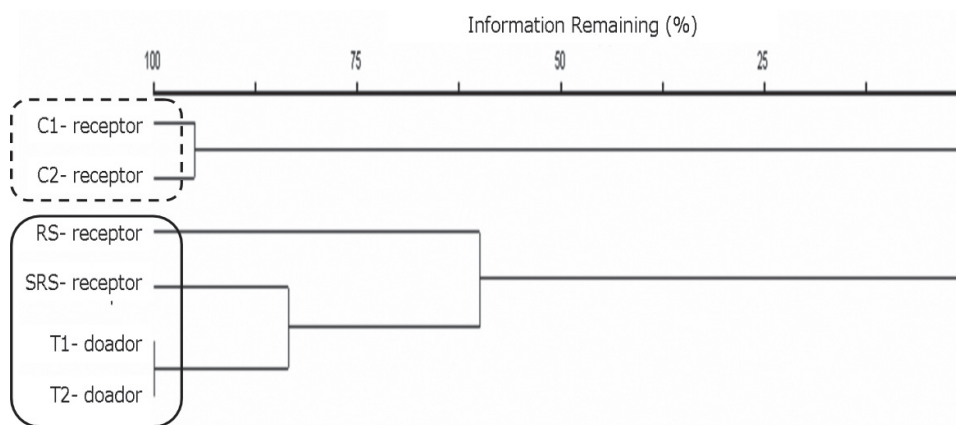 Information Remaining (%)
100 75 50 25
C1- receptor
C2- receptor
RS- receptor
SRS- receptor
T1- doador
T2- doador